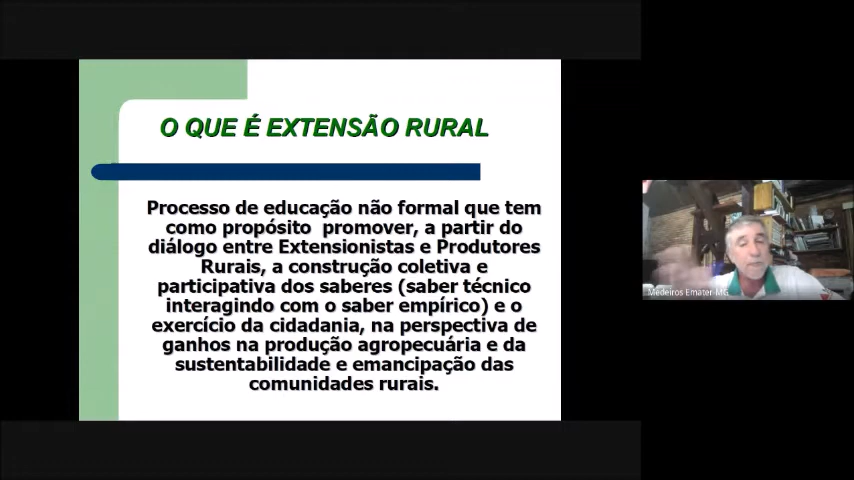 O QUE É EXTENSÃO RURAL
Processo de educação não formal que tem
como propósito promover, a partir do
diálogo entre Extensionistas e Produtores
Rurais, a construção coletiva e
participativa dos saberes (saber técnico
interagindo com o saber empírico) e o
exercício da cidadania, na perspectiva de
ganhos na produção agropecuária e da
sustentabilidade e emancipação das
comunidades rurais.
Medeiros Emater MG